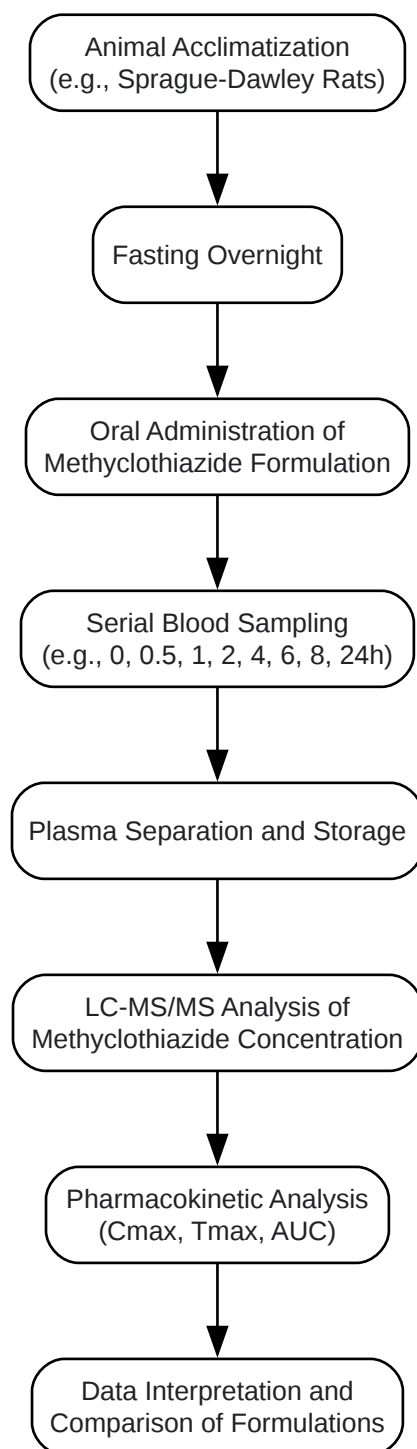 Animal Acclimatization
(e.g., Sprague-Dawley Rats)
Fasting Overnight
Oral Administration of
Methyclothiazide Formulation
Serial Blood Sampling
(e.g., 0, 0.5, 1, 2, 4, 6, 8, 24h)
Plasma Separation and Storage
LC-MS/MS Analysis of
Methyclothiazide Concentration
Pharmacokinetic Analysis
(Cmax, Tmax, AUC)
Data Interpretation and
Comparison of Formulations